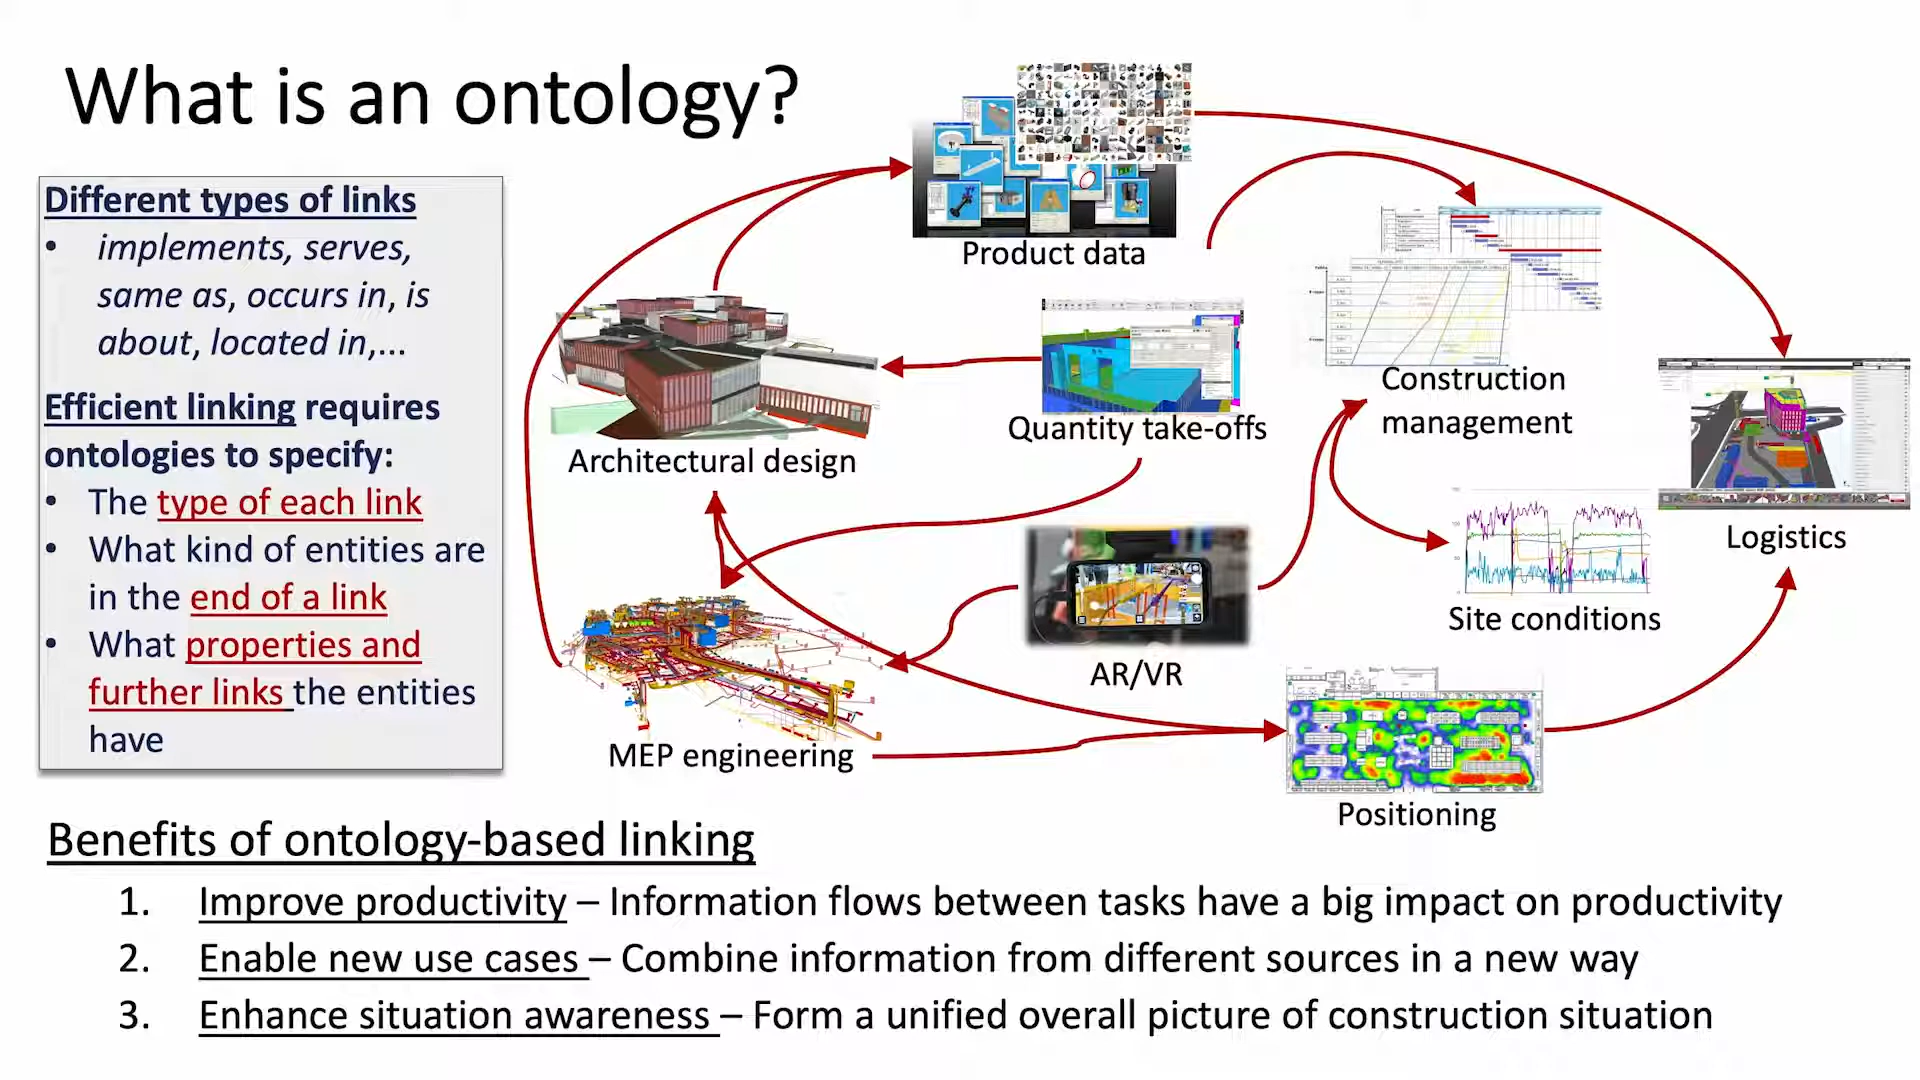 What is an ontology?
Different types of links
• implements, serves,
same as, occurs in, is
about, located in,...
Efficient linking requires
ontologies to specify:
• The type of each link
• What kind of entities are
in the end of a link
• What properties and
further links the entities
have
Product data
Architectural design
Quantity take-offs
Construction
management
Logistics
Site conditions
AR/VR
MEP engineering
Positioning
Benefits of ontology-based linking
1. Improve productivity – Information flows between tasks have a big impact on productivity
2. Enable new use cases – Combine information from different sources in a new way
3. Enhance situation awareness – Form a unified overall picture of construction situation